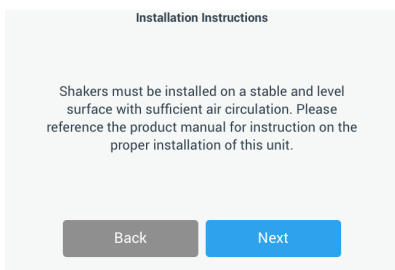 Installation Instructions
Shakers must be installed on a stable and level
surface with sufficient air circulation. Please
reference the product manual for instruction on the
proper installation of this unit.
Back
Next